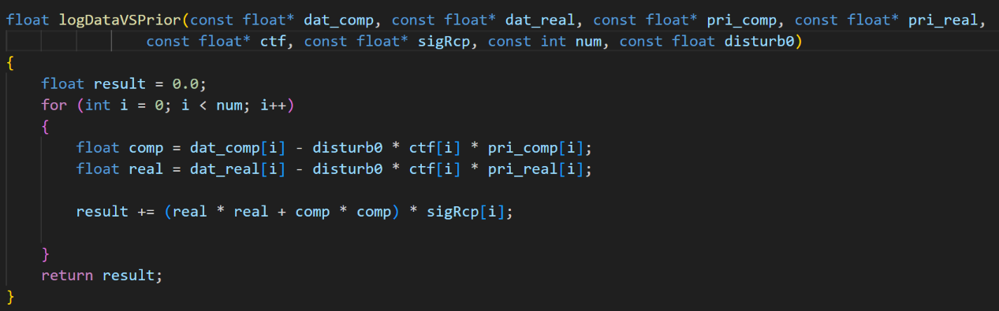 float logDataVSPrior(const float* dat_comp, const float* dat_real, const float* pri_comp, const float* pri_real,
                const float* ctf, const float* sigRcp, const int num, const float disturb0)
{
    float result = 0.0;
    for (int i = 0; i < num; i++)
    {
        float comp = dat_comp[i] - disturb0 * ctf[i] * pri_comp[i];
        float real = dat_real[i] - disturb0 * ctf[i] * pri_real[i];

        result += (real * real + comp * comp) * sigRcp[i];

    }
    return result;
}